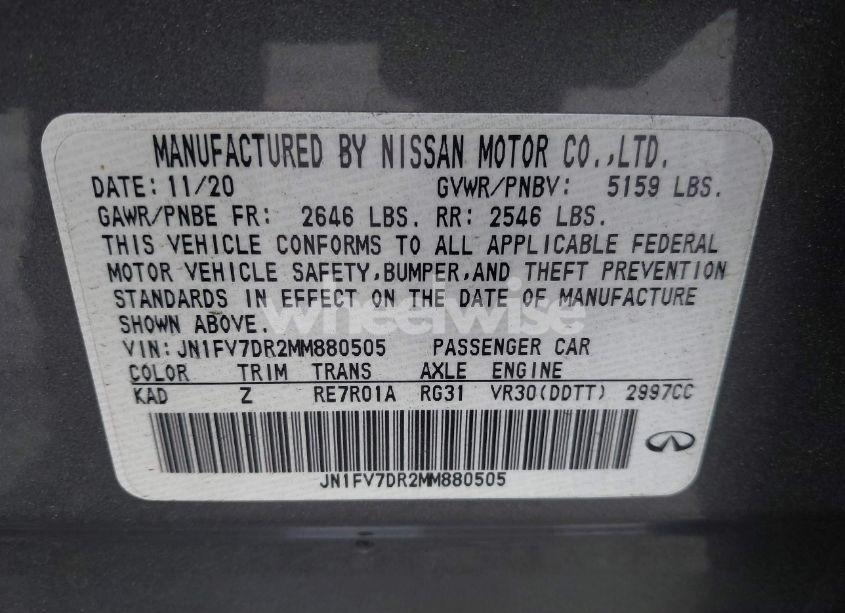 MANUFACTURED BY NISSAN MOTOR CO.,LTD.
DATE: 11/20 GVWR/PNBV: 5159 LBS.
GAWR/PNBE FR: 2646 LBS. RR: 2546 LBS.
THIS VEHICLE CONFORMS TO ALL APPLICABLE FEDERAL
MOTOR VEHICLE SAFETY,BUMPER,AND THEFT PREVENTION
STANDARDS IN EFFECT ON THE DATE OF MANUFACTURE
SHOWN ABOVE.
wheelwise
VIN: JN1FV7DR2MM880505 PASSENGER CAR
COLOR TRIM TRANS AXLE ENGINE
KAD Z RE7R01A RG31 VR30(DDTT) 2997CC
JN1FV7DR2MM880505